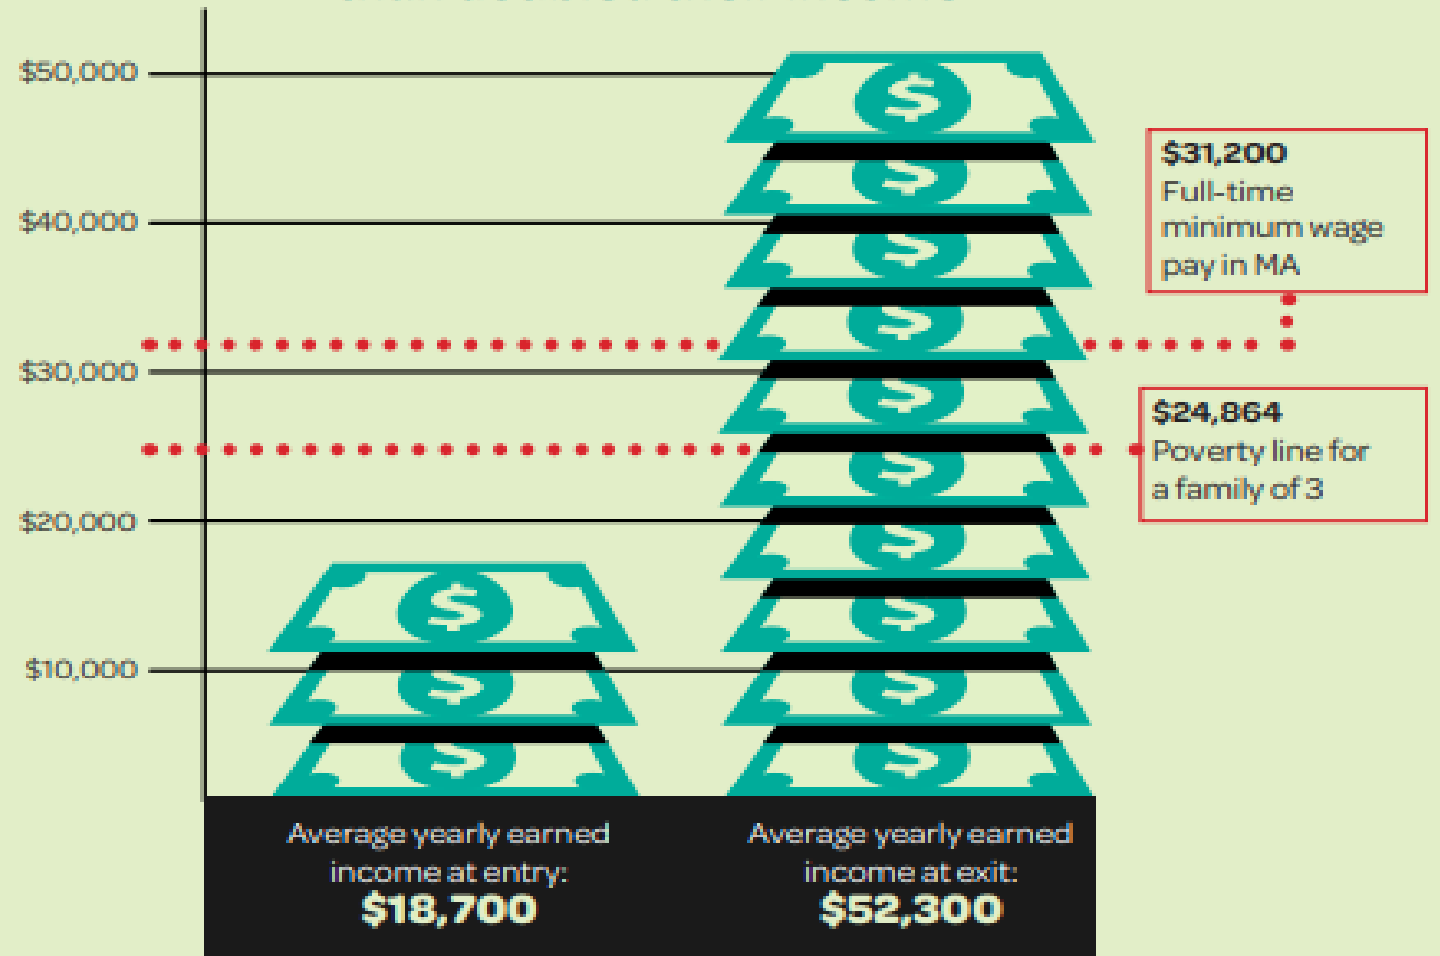 $50,000
$40,000
$30,000
$20,000
$10,000
$31,200
Full-time
minimum wage
pay in MA
$24,864
Poverty line for
a family of 3
Average yearly earned
income at entry:
$18,700
Average yearly earned
income at exit:
$52,300